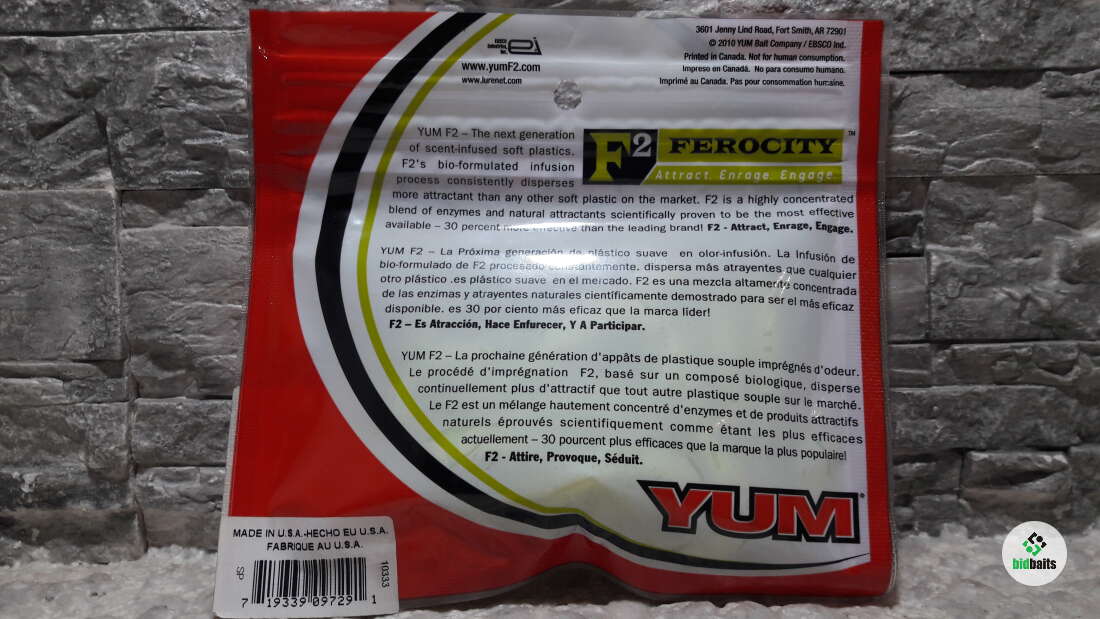 3601 Jenny Lind Road, Fort Smith, AR 72901
© 2010 YUM Bait Company / EBSCO Ind.
Printed in Canada. Not for human consumption.
Impreso en Canadá. No para consumo humano.
Imprimé au Canada. Pas pour consommation humaine.
EBSCO
Industries,
Inc.
ei
www.yumF2.com
www.lurenet.com
YUM F2 – The next generation
of scent-infused soft plastics.
F2's bio-formulated infusion
process consistently disperses
F2 FEROCITY ™
Attract. Enrage. Engage.
more attractant than any other soft plastic on the market. F2 is a highly concentrated
blend of enzymes and natural attractants scientifically proven to be the most effective
available – 30 percent more effective than the leading brand! F2 - Attract, Enrage, Engage.
YUM F2 – La Próxima generación de plástico suave en olor-infusión. La Infusión de
bio-formulado de F2 procesado constantemente. dispersa más atrayentes que cualquier
otro plástico .es plástico suave en el mercado. F2 es una mezcla altamente concentrada
de las enzimas y atrayentes naturales científicamente demostrado para ser el más eficaz
disponible. es 30 por ciento más eficaz que la marca líder!
F2 – Es Atracción, Hace Enfurecer, Y A Participar.
YUM F2 – La prochaine génération d'appâts de plastique souple imprégnés d'odeur.
Le procédé d'imprégnation F2, basé sur un composé biologique, disperse
continuellement plus d'attractif que tout autre plastique souple sur le marché.
Le F2 est un mélange hautement concentré d'enzymes et de produits attractifs
naturels éprouvés scientifiquement comme étant les plus efficaces
actuellement – 30 pourcent plus efficaces que la marque la plus populaire!
F2 - Attire, Provoque, Séduit.
YUM®
MADE IN U.S.A.-HECHO EU U.S.A.
FABRIQUE AU U.S.A.
SP
10333
7 19339 09729 1
bidbaits